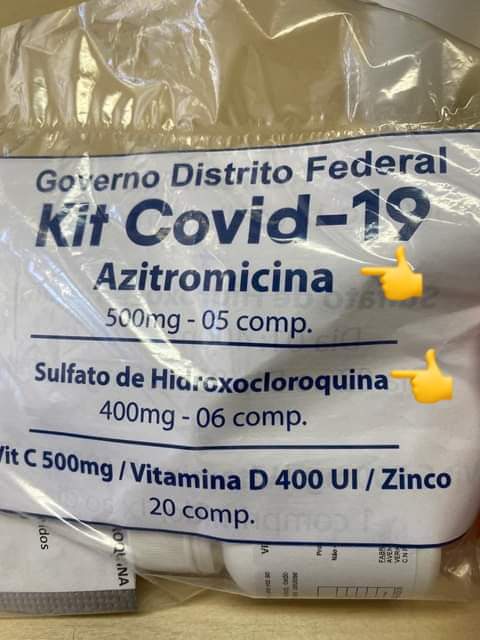 Governo Distrito Federal
Kit Covid-19
Azitromicina
500mg - 05 comp.
Sulfato de Hidroxocloroquina
400mg - 06 comp.
Vit C 500mg / Vitamina D 400 UI / Zinco
20 comp.